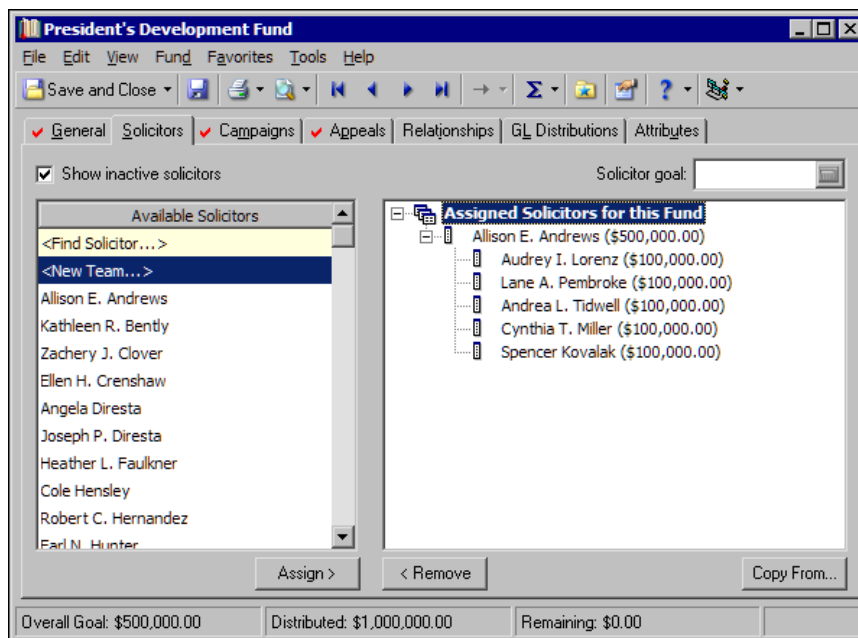 President's Development Fund
File Edit View Fund Favorites Tools Help
Save and Close
General Solicitors Campaigns Appeals Relationships GL Distributions Attributes
Show inactive solicitors Solicitor goal:
Available Solicitors
<Find Solicitor...>
<New Team...>
Allison E. Andrews
Kathleen R. Bently
Zachery J. Clover
Ellen H. Crenshaw
Angela Diresta
Joseph P. Diresta
Heather L. Faulkner
Cole Hensley
Robert C. Hernandez
Earl N. Hunter
Assigned Solicitors for this Fund
Allison E. Andrews ($500,000.00)
Audrey I. Lorenz ($100,000.00)
Lane A. Pembroke ($100,000.00)
Andrea L. Tidwell ($100,000.00)
Cynthia T. Miller ($100,000.00)
Spencer Kovalak ($100,000.00)
Assign > < Remove Copy From...
Overall Goal: $500,000.00 Distributed: $1,000,000.00 Remaining: $0.00